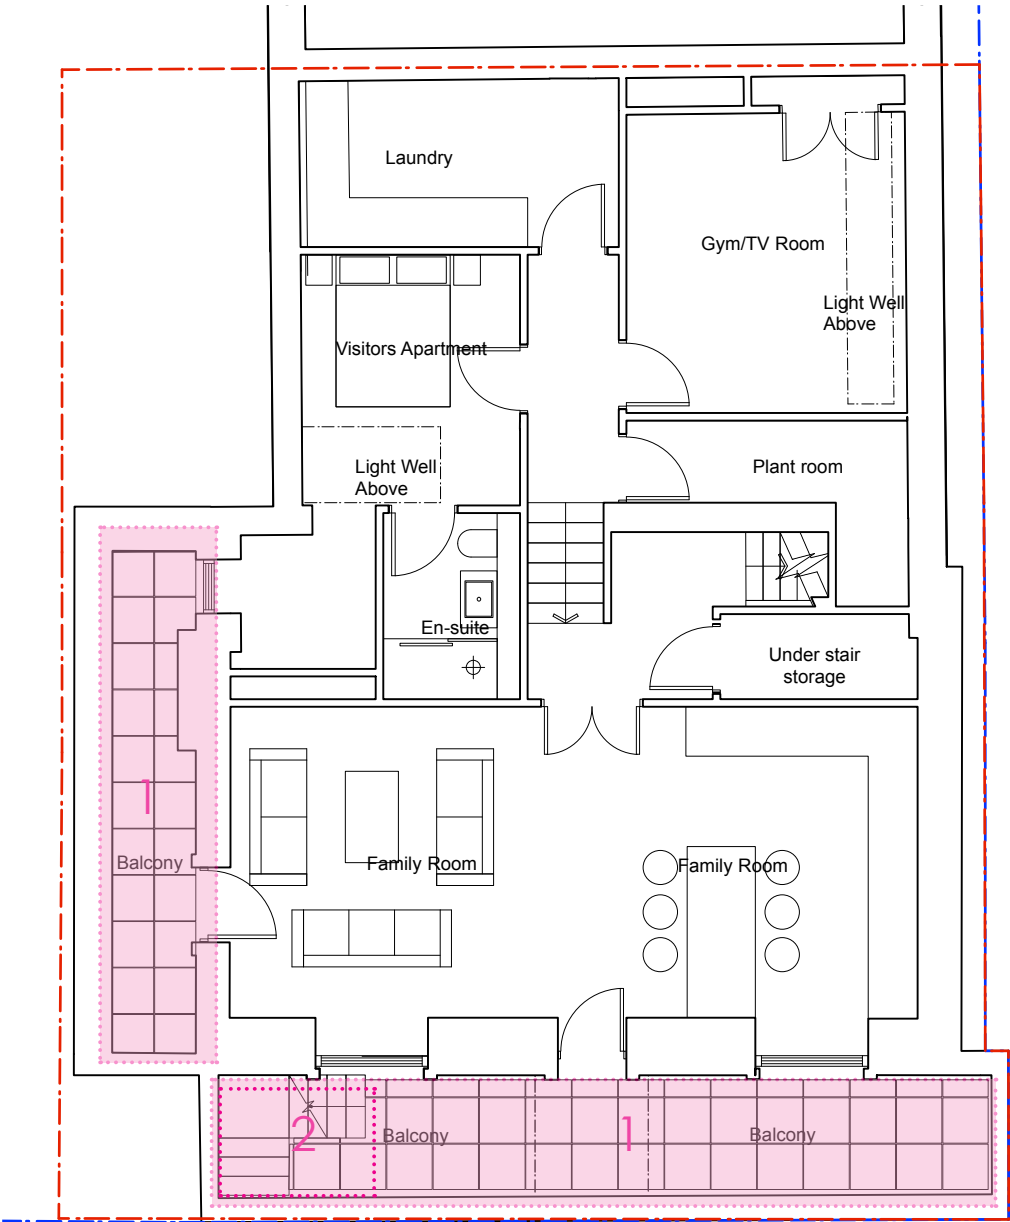 Laundry
Gym/TV Room
Light Well
Above
Visitors Apartment
Light Well
Above
Plant room
En-suite
Under stair
storage
1
Balcony
Family Room
Family Room
2
Balcony
1
Balcony